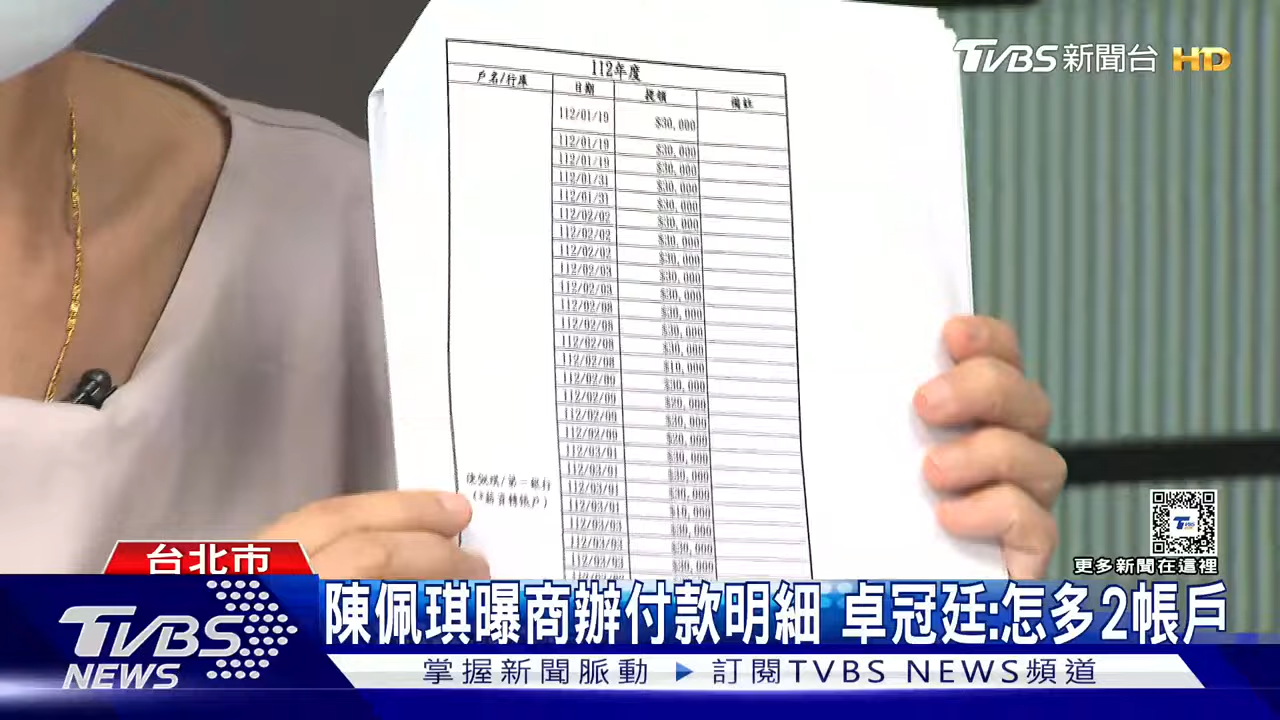 TVBS新聞台 HD
112年度
戶名/行庫 日期 提領 備註
112/01/19 $30,000
112/01/19 $30,000
112/01/19 $30,000
112/01/31 $30,000
112/01/31 $30,000
112/02/02 $30,000
112/02/02 $30,000
112/02/02 $30,000
112/02/03 $30,000
112/02/03 $30,000
112/02/08 $30,000
112/02/08 $30,000
112/02/08 $30,000
112/02/08 $10,000
112/02/09 $30,000
112/02/09 $20,000
112/02/09 $30,000
112/02/09 $20,000
112/03/01 $30,000
112/03/01 $30,000
陳佩琪/第一銀行 112/03/01 $30,000
薪資轉帳戶) 112/03/01 $10,000
112/03/03 $30,000
112/03/03 $30,000
112/03/03 $30,000
TVBS
更多新聞在這裡
台北市
陳佩琪曝商辦付款明細 卓冠廷:怎多2帳戶
TVBS NEWS
掌握新聞脈動 訂閱TVBS NEWS頻道